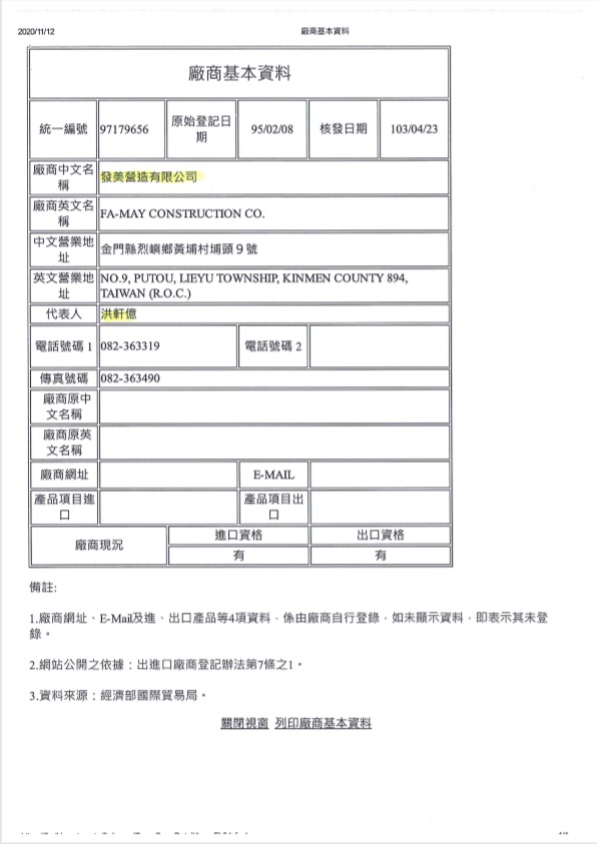 2020/11/12
廠商基本資料
廠商基本資料
統一編號 97179656 原始登記日期 95/02/08 核發日期 103/04/23
廠商中文名稱 發美營造有限公司
廠商英文名稱 FA-MAY CONSTRUCTION CO.
中文營業地址 金門縣烈嶼鄉黃埔村埔頭9號
英文營業地址 NO.9, PUTOU, LIEYU TOWNSHIP, KINMEN COUNTY 894,
TAIWAN (R.O.C.)
代表人 洪軒億
電話號碼1 082-363319 電話號碼2
傳真號碼 082-363490
廠商原中文名稱
廠商原英文名稱
廠商網址 E-MAIL
產品項目進口 產品項目出口
廠商現況 進口資格 出口資格
有 有
備註:
1.廠商網址、E-Mail及進、出口產品等4項資料，係由廠商自行登錄，如未顯示資料，即表示其未登
錄。
2.網站公開之依據：出進口廠商登記辦法第7條之1。
3.資料來源：經濟部國際貿易局。
關閉視窗 列印廠商基本資料